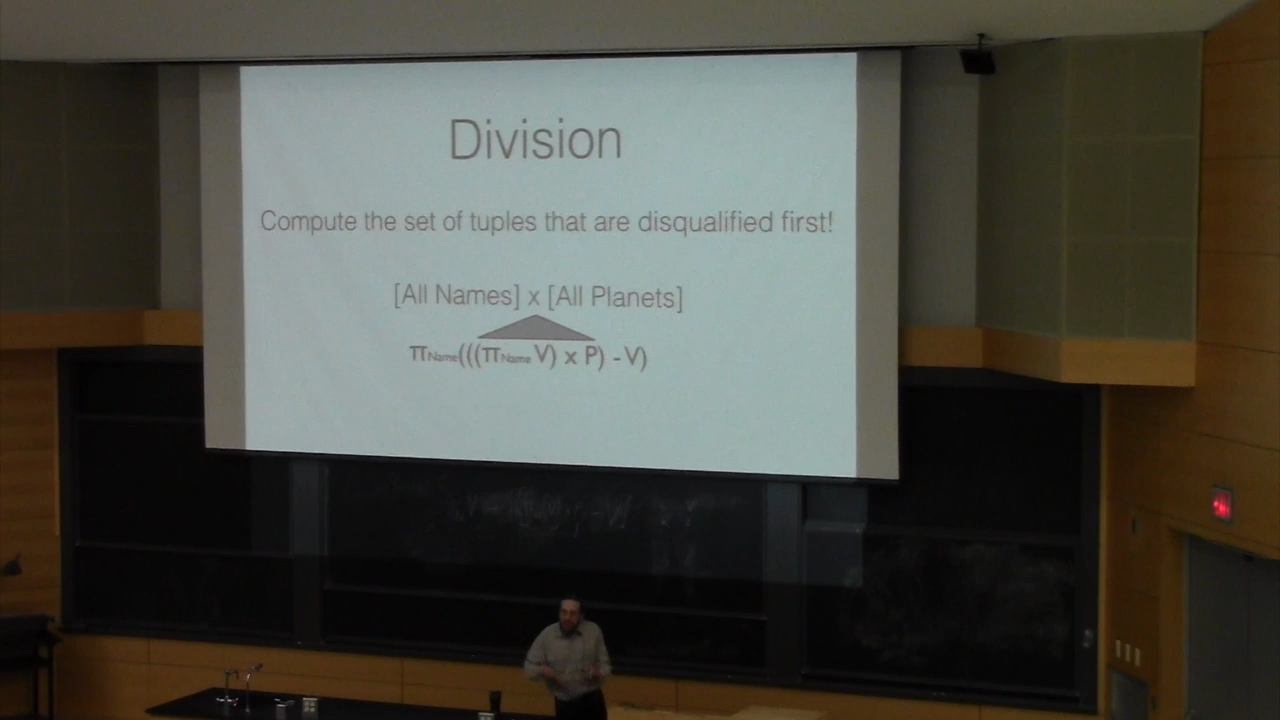 Division
Compute the set of tuples that are disqualified first!
[All Names] x [All Planets]
πName(((πName V) x P) - V)